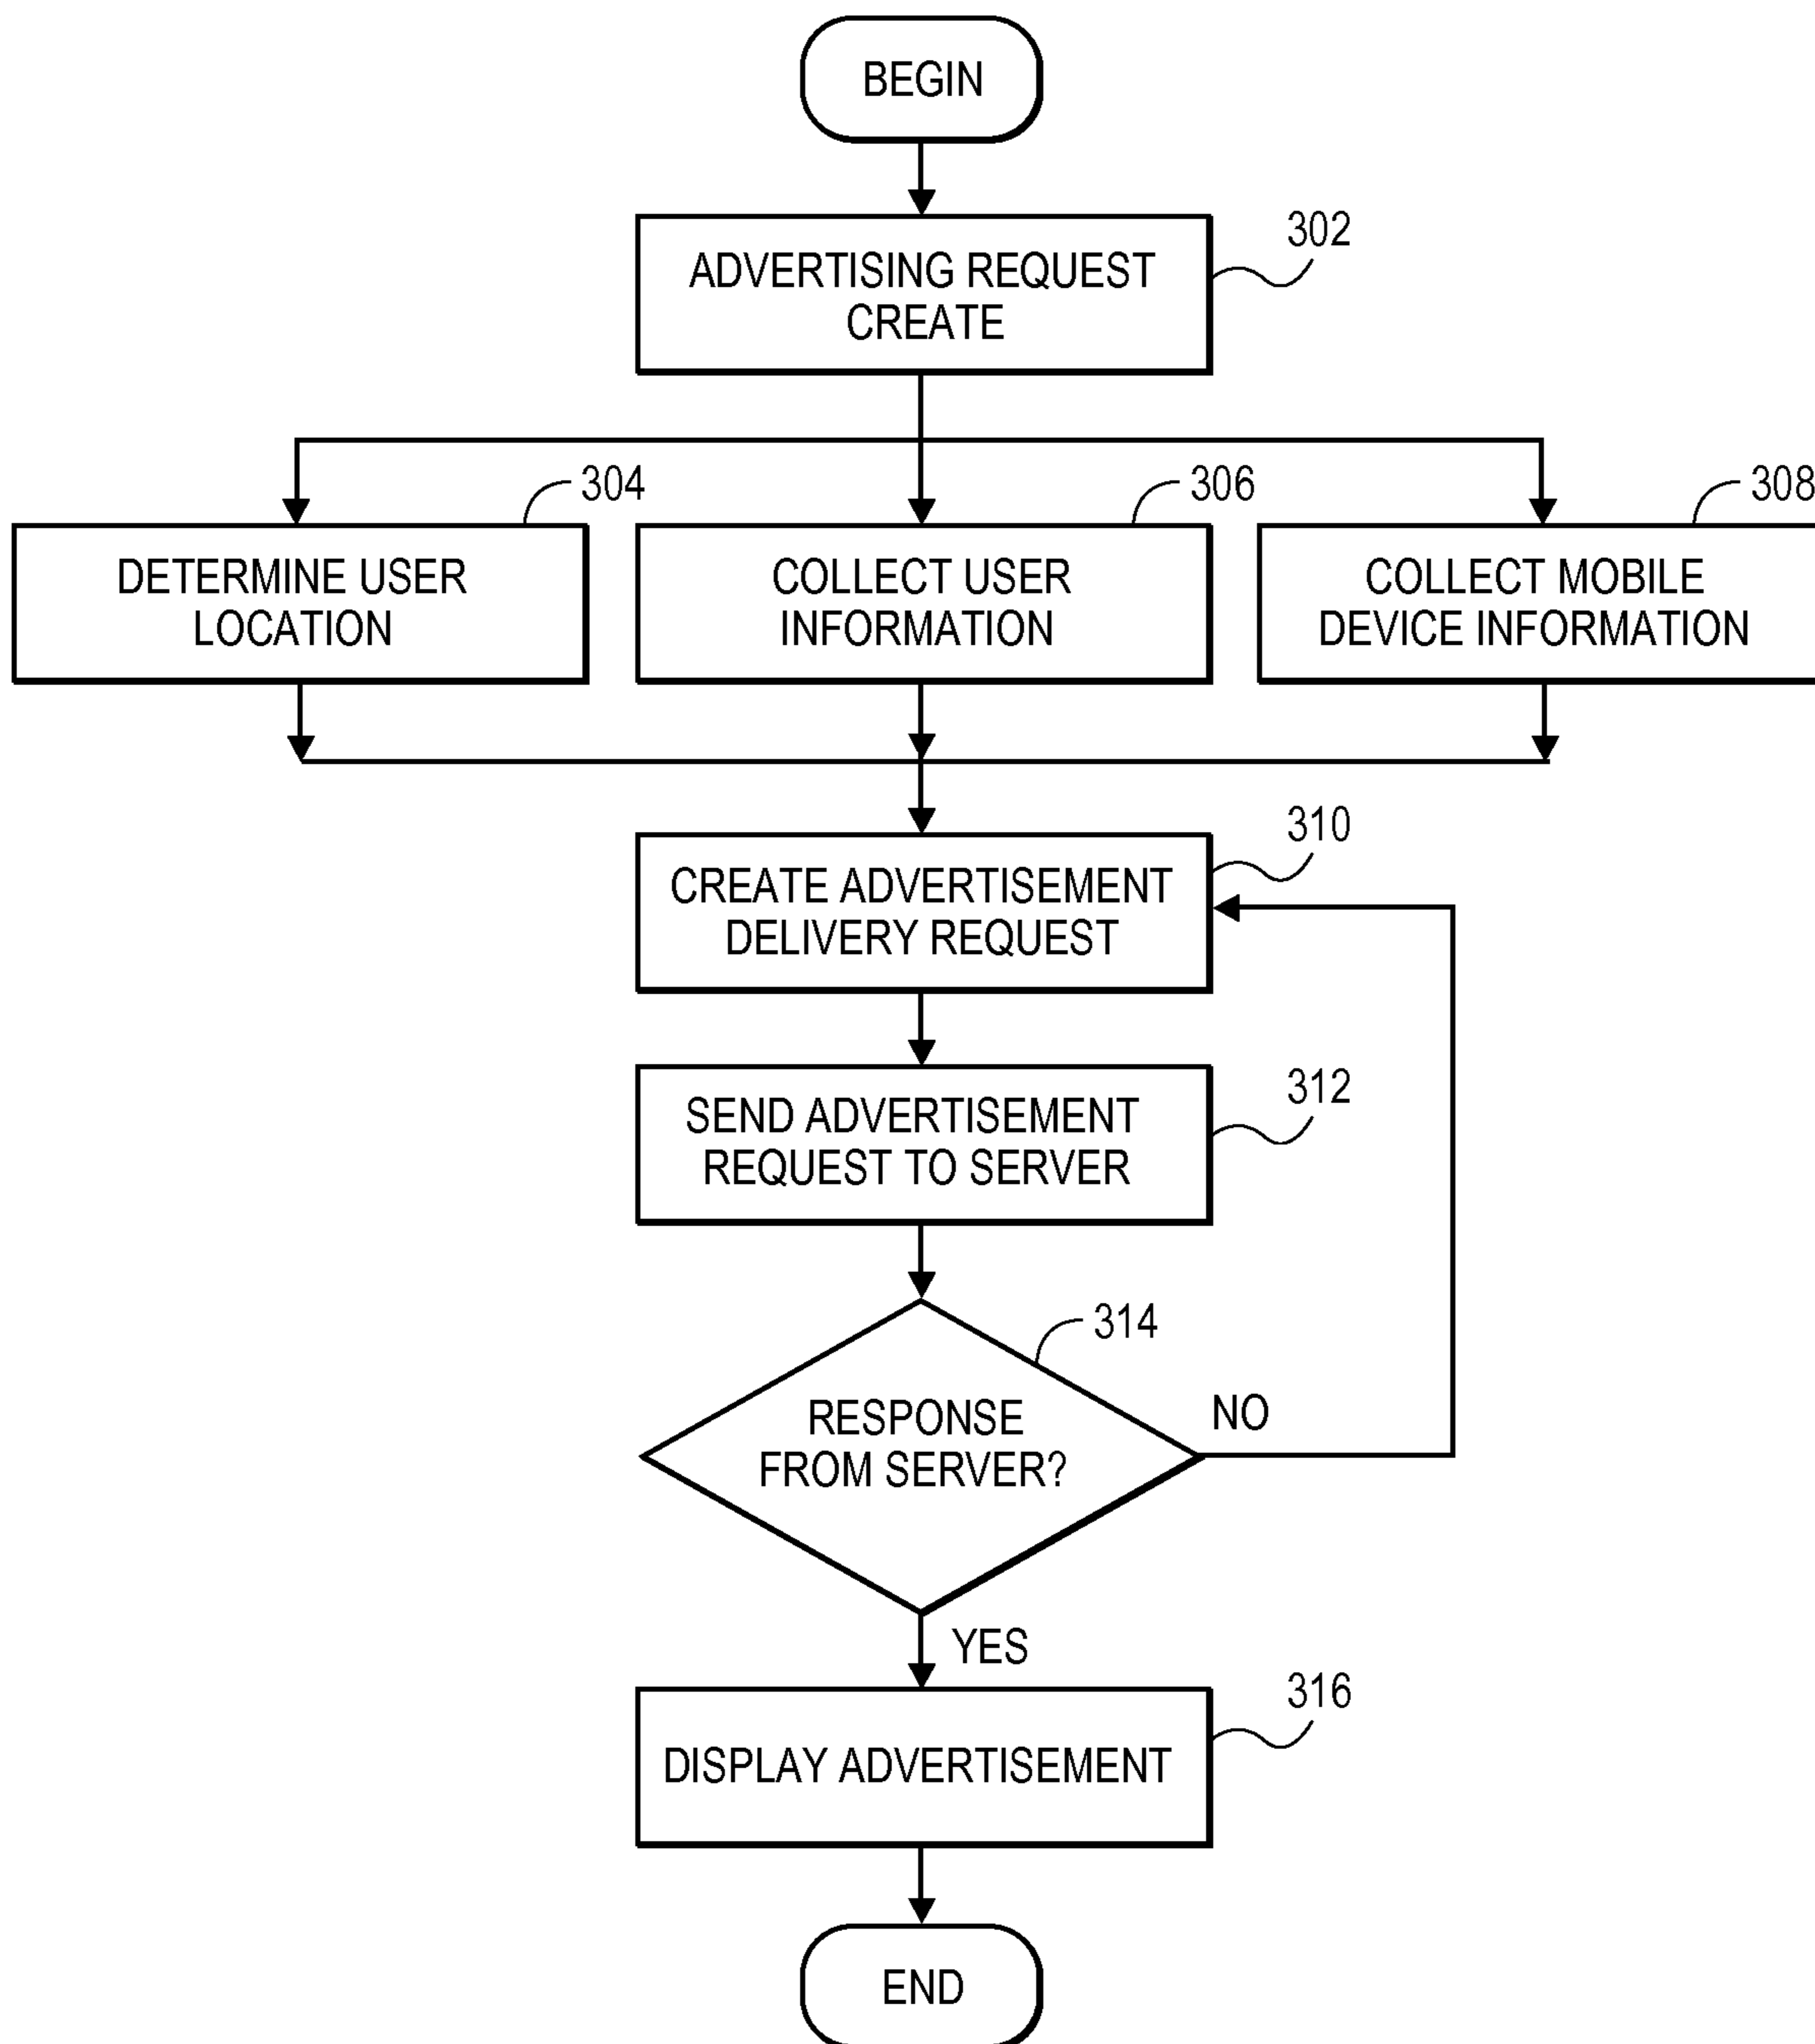 BEGIN
302
ADVERTISING REQUEST
CREATE
304
306
308
DETERMINE USER
LOCATION
COLLECT USER
INFORMATION
COLLECT MOBILE
DEVICE INFORMATION
310
CREATE ADVERTISEMENT
DELIVERY REQUEST
312
SEND ADVERTISEMENT
REQUEST TO SERVER
314
RESPONSE
FROM SERVER?
NO
YES
316
DISPLAY ADVERTISEMENT
END